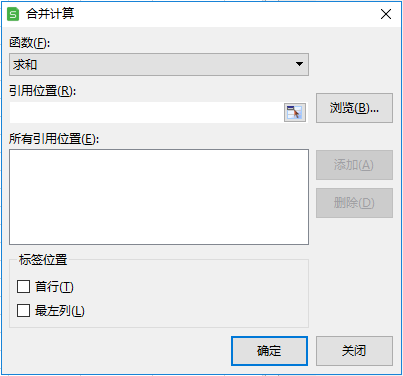 合并计算
函数(F):
求和
引用位置(R):
浏览(B)...
所有引用位置(E):
添加(A)
删除(D)
标签位置
首行(T)
最左列(L)
确定
关闭